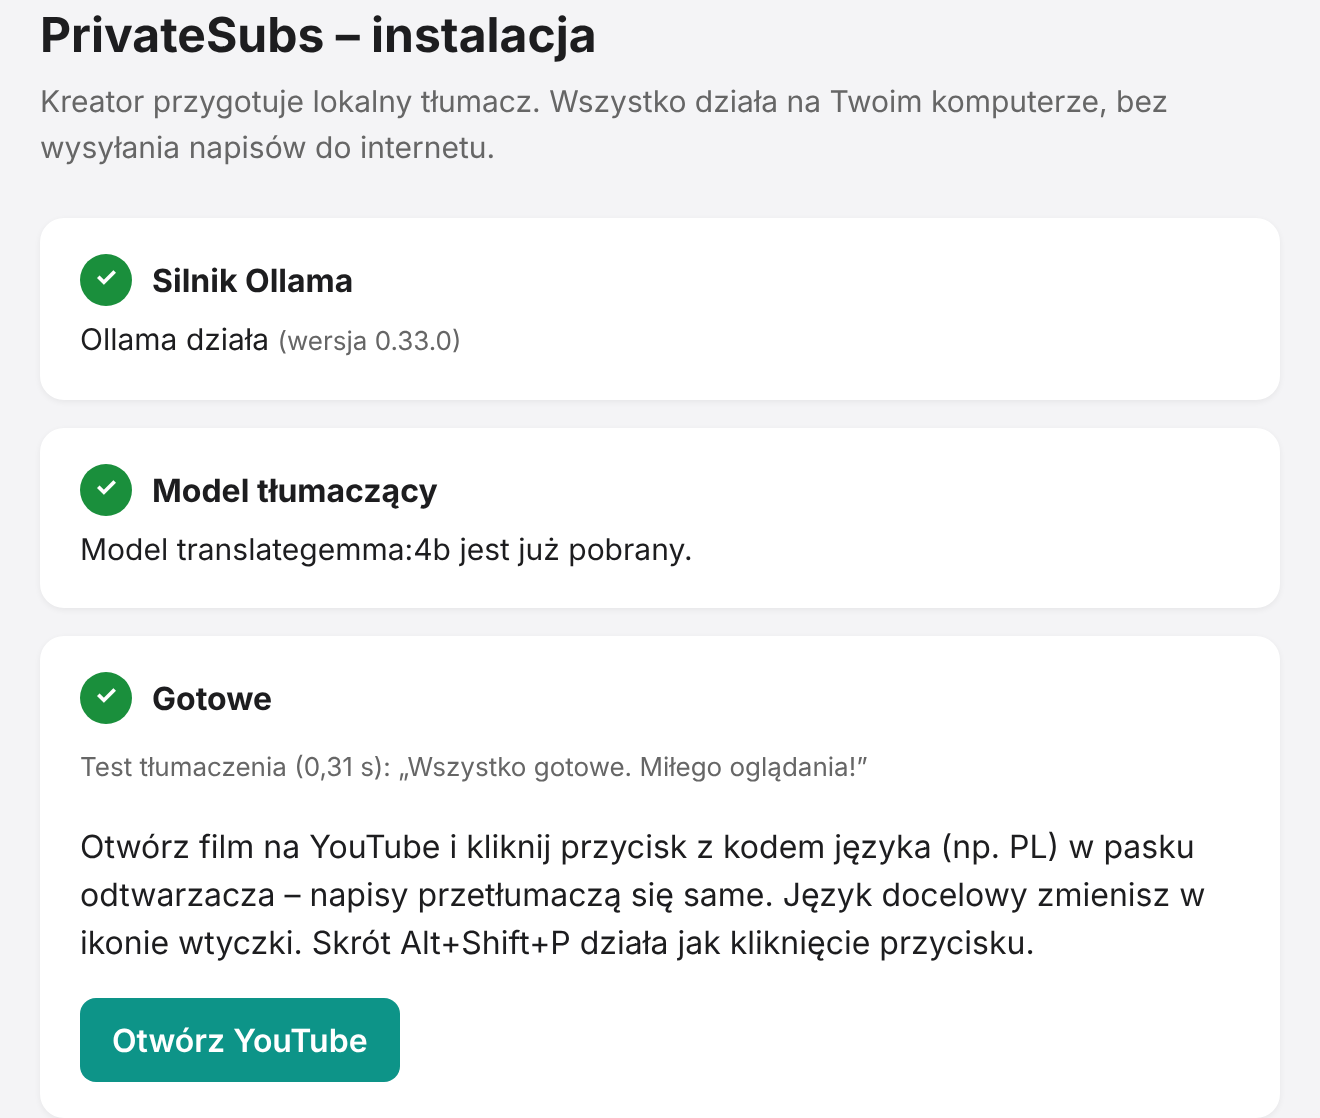 PrivateSubs – instalacja
Kreator przygotuje lokalny tłumacz. Wszystko działa na Twoim komputerze, bez
wysyłania napisów do internetu.
Silnik Ollama
Ollama działa (wersja 0.33.0)
Model tłumaczący
Model translategemma:4b jest już pobrany.
Gotowe
Test tłumaczenia (0,31 s): „Wszystko gotowe. Miłego oglądania!”
Otwórz film na YouTube i kliknij przycisk z kodem języka (np. PL) w pasku
odtwarzacza – napisy przetłumaczą się same. Język docelowy zmienisz w
ikonie wtyczki. Skrót Alt+Shift+P działa jak kliknięcie przycisku.
Otwórz YouTube